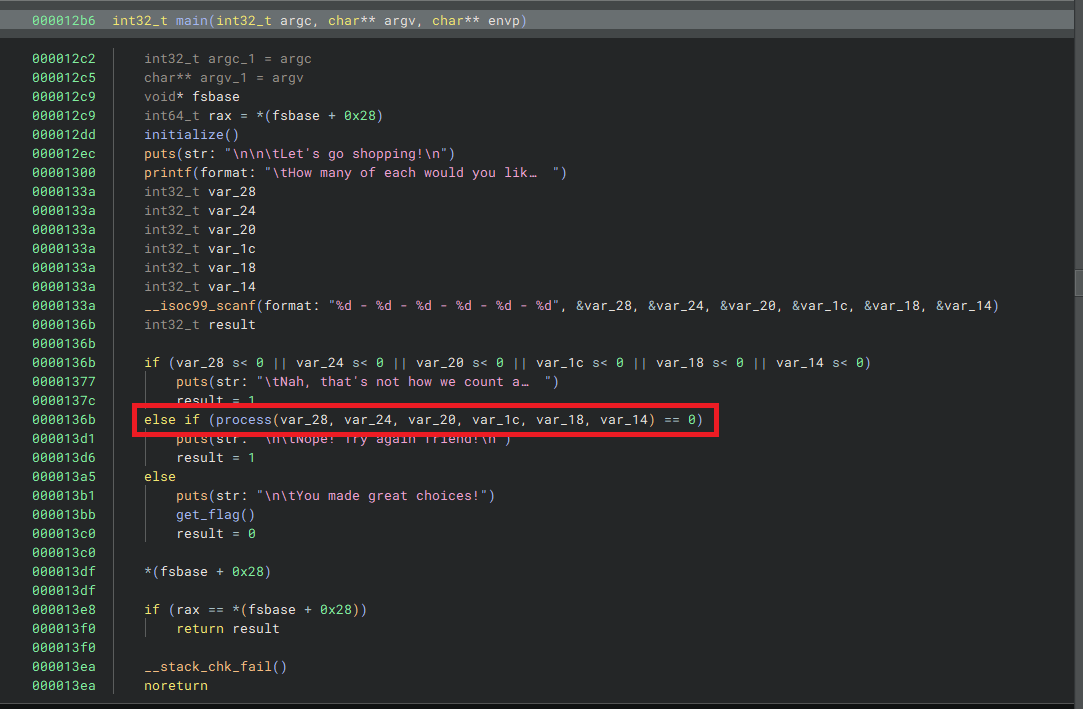 000012b6 int32_t main(int32_t argc, char** argv, char** envp)
000012c2 int32_t argc_1 = argc
000012c5 char** argv_1 = argv
000012c9 void* fsbase
000012c9 int64_t rax = *(fsbase + 0x28)
000012dd initialize()
000012ec puts(str: "\n\n\tLet's go shopping!\n")
00001300 printf(format: "\tHow many of each would you lik… ")
0000133a int32_t var_28
0000133a int32_t var_24
0000133a int32_t var_20
0000133a int32_t var_1c
0000133a int32_t var_18
0000133a int32_t var_14
0000133a __isoc99_scanf(format: "%d - %d - %d - %d - %d - %d", &var_28, &var_24, &var_20, &var_1c, &var_18, &var_14)
0000136b int32_t result
0000136b
0000136b if (var_28 s< 0 || var_24 s< 0 || var_20 s< 0 || var_1c s< 0 || var_18 s< 0 || var_14 s< 0)
00001377 puts(str: "\tNah, that's not how we count a… ")
0000137c result = 1
0000136b else if (process(var_28, var_24, var_20, var_1c, var_18, var_14) == 0)
000013d1 puts(str: "\n\tNope! Try again friend!\n")
000013d6 result = 1
000013a5 else
000013b1 puts(str: "\n\tYou made great choices!")
000013bb get_flag()
000013c0 result = 0
000013c0
000013df *(fsbase + 0x28)
000013df
000013e8 if (rax == *(fsbase + 0x28))
000013f0 return result
000013f0
000013ea __stack_chk_fail()
000013ea noreturn